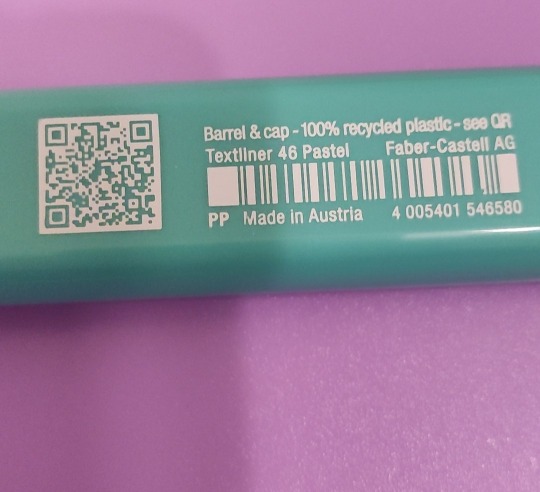 Barrel & cap - 100% recycled plastic - see QR
Textliner 46 Pastel Faber-Castell AG
PP Made in Austria 4 005401 546580